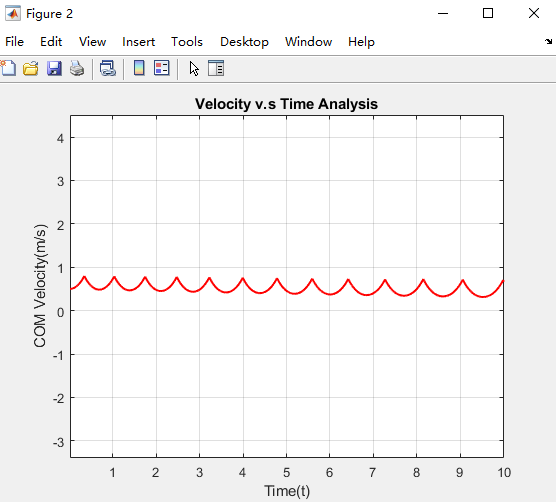 Figure 2
File Edit View Insert Tools Desktop Window Help
Velocity v.s Time Analysis
COM Velocity(m/s)
4
3
2
1
0
-1
-2
-3
1 2 3 4 5 6 7 8 9 10
Time(t)